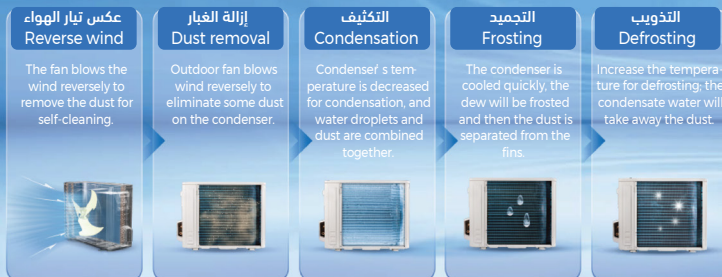 عكس تيار الهواء
Reverse wind
The fan blows the
wind reversely to
remove the dust for
self-cleaning.
إزالة الغبار
Dust removal
Outdoor fan blows
wind reversely to
eliminate some dust
on the condenser.
التكثيف
Condensation
Condenser' s tem-
perature is decreased
for condensation, and
water droplets and
dust are combined
together.
التجميد
Frosting
The condenser is
cooled quickly, the
dew will be frosted
and then the dust is
separated from the
fins.
التذويب
Defrosting
Increase the tempera-
ture for defrosting; the
condensate water will
take away the dust.